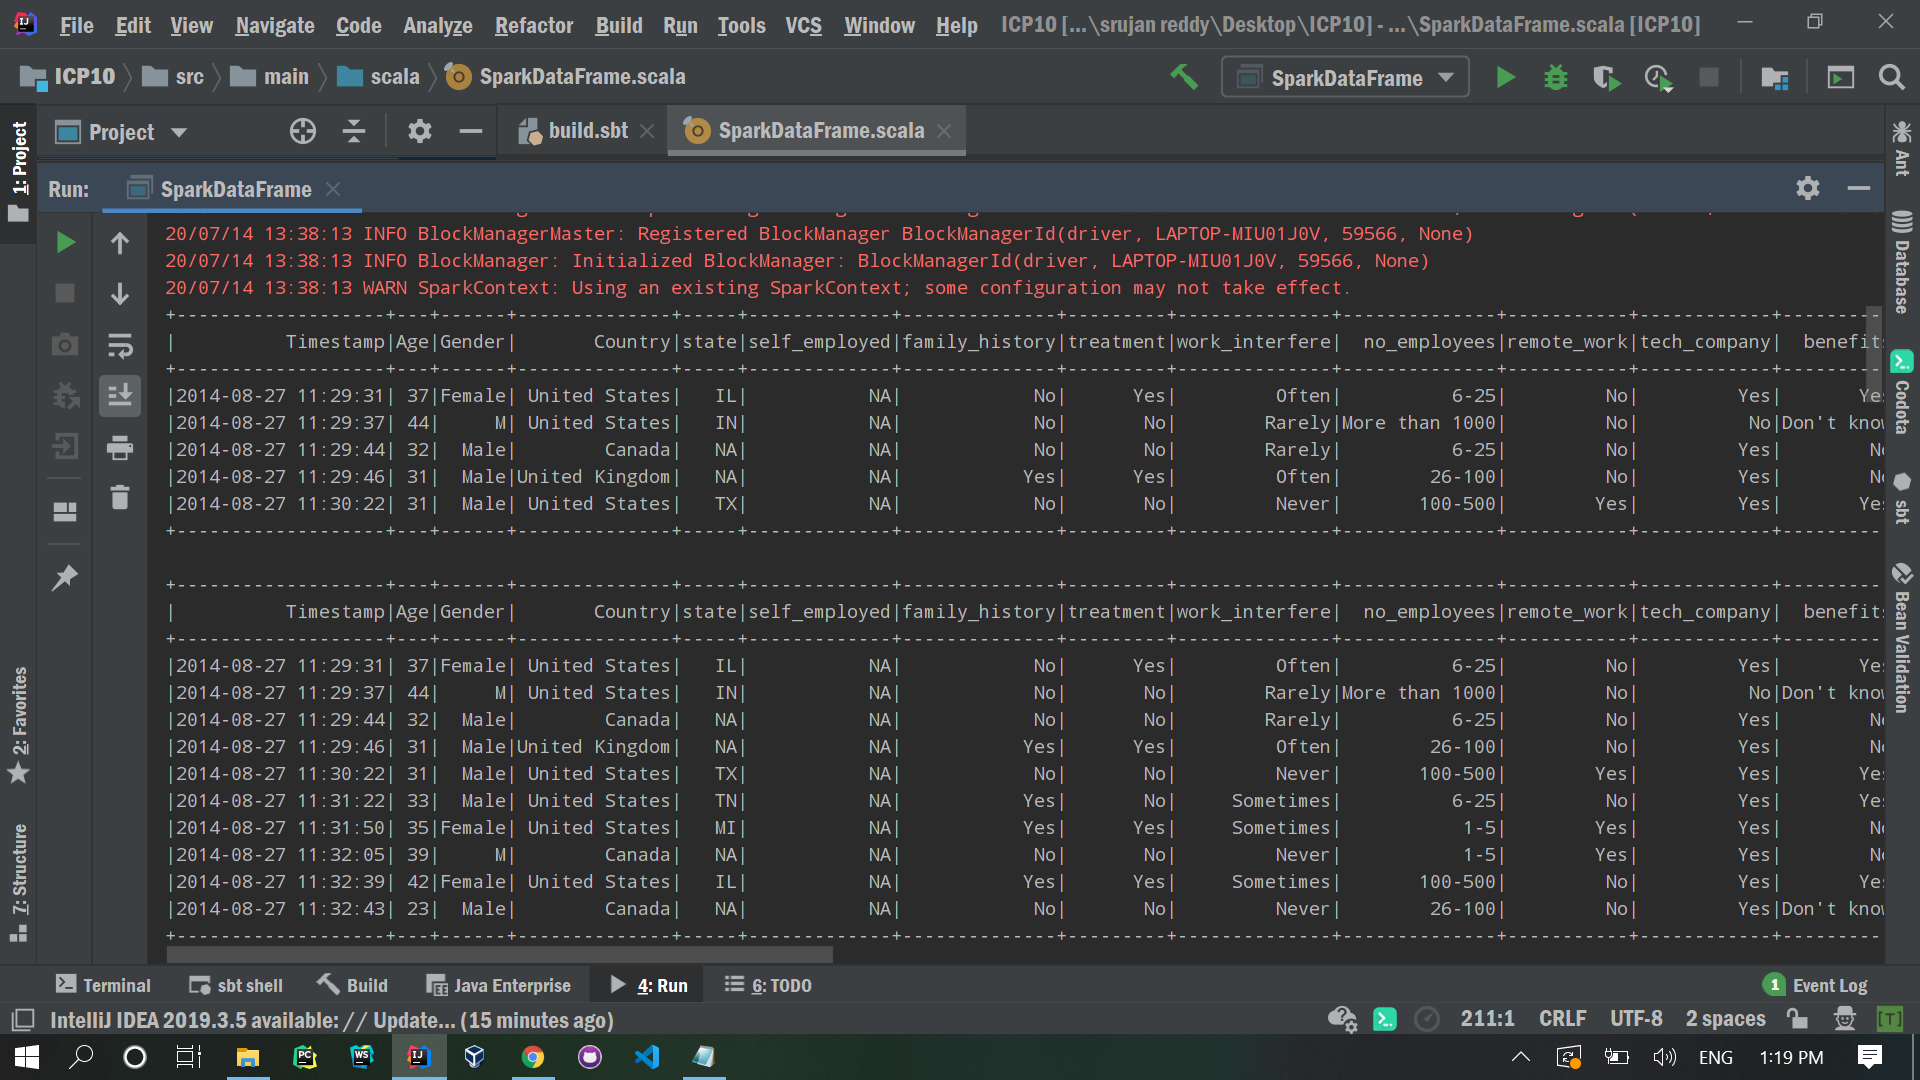 File Edit View Navigate Code Analyze Refactor Build Run Tools VCS Window Help ICP10 [...\srujan reddy\Desktop\ICP10] - ...\SparkDataFrame.scala [ICP10]
ICP10 src main scala SparkDataFrame.scala SparkDataFrame
1: Project
Project build.sbt SparkDataFrame.scala
Run: SparkDataFrame
20/07/14 13:38:13 INFO BlockManagerMaster: Registered BlockManager BlockManagerId(driver, LAPTOP-MIU01J0V, 59566, None)
20/07/14 13:38:13 INFO BlockManager: Initialized BlockManager: BlockManagerId(driver, LAPTOP-MIU01J0V, 59566, None)
20/07/14 13:38:13 WARN SparkContext: Using an existing SparkContext; some configuration may not take effect.
+-------------------+---+------+--------------+-----+-------------+--------------+---------+--------------+--------------+-----------+------------+---------
|          Timestamp|Age|Gender|       Country|state|self_employed|family_history|treatment|work_interfere|  no_employees|remote_work|tech_company|  benefits
+-------------------+---+------+--------------+-----+-------------+--------------+---------+--------------+--------------+-----------+------------+---------
|2014-08-27 11:29:31| 37|Female| United States|   IL|           NA|            No|      Yes|         Often|          6-25|         No|         Yes|       Yes
|2014-08-27 11:29:37| 44|     M| United States|   IN|           NA|            No|       No|        Rarely|More than 1000|         No|          No|Don't know
|2014-08-27 11:29:44| 32|  Male|        Canada|   NA|           NA|            No|       No|        Rarely|          6-25|         No|         Yes|        No
|2014-08-27 11:29:46| 31|  Male|United Kingdom|   NA|           NA|           Yes|      Yes|         Often|        26-100|         No|         Yes|        No
|2014-08-27 11:30:22| 31|  Male| United States|   TX|           NA|            No|       No|         Never|       100-500|        Yes|         Yes|       Yes
+-------------------+---+------+--------------+-----+-------------+--------------+---------+--------------+--------------+-----------+------------+---------
+-------------------+---+------+--------------+-----+-------------+--------------+---------+--------------+--------------+-----------+------------+---------
|          Timestamp|Age|Gender|       Country|state|self_employed|family_history|treatment|work_interfere|  no_employees|remote_work|tech_company|  benefits
+-------------------+---+------+--------------+-----+-------------+--------------+---------+--------------+--------------+-----------+------------+---------
|2014-08-27 11:29:31| 37|Female| United States|   IL|           NA|            No|      Yes|         Often|          6-25|         No|         Yes|       Yes
|2014-08-27 11:29:37| 44|     M| United States|   IN|           NA|            No|       No|        Rarely|More than 1000|         No|          No|Don't know
|2014-08-27 11:29:44| 32|  Male|        Canada|   NA|           NA|            No|       No|        Rarely|          6-25|         No|         Yes|        No
|2014-08-27 11:29:46| 31|  Male|United Kingdom|   NA|           NA|           Yes|      Yes|         Often|        26-100|         No|         Yes|        No
|2014-08-27 11:30:22| 31|  Male| United States|   TX|           NA|            No|       No|         Never|       100-500|        Yes|         Yes|       Yes
|2014-08-27 11:31:22| 33|  Male| United States|   TN|           NA|           Yes|       No|     Sometimes|          6-25|         No|         Yes|       Yes
|2014-08-27 11:31:50| 35|Female| United States|   MI|           NA|           Yes|      Yes|     Sometimes|           1-5|        Yes|         Yes|        No
|2014-08-27 11:32:05| 39|     M|        Canada|   NA|           NA|            No|       No|         Never|           1-5|        Yes|         Yes|        No
|2014-08-27 11:32:39| 42|Female| United States|   IL|           NA|           Yes|      Yes|     Sometimes|       100-500|         No|         Yes|       Yes
|2014-08-27 11:32:43| 23|  Male|        Canada|   NA|           NA|            No|       No|         Never|        26-100|         No|         Yes|Don't know
+-------------------+---+------+--------------+-----+-------------+--------------+---------+--------------+--------------+-----------+------------+---------
2: Favorites
7: Structure
Ant
Database
Codota
sbt
Bean Validation
Terminal sbt shell Build Java Enterprise 4: Run 6: TODO 1 Event Log
IntelliJ IDEA 2019.3.5 available: // Update... (15 minutes ago) 211:1 CRLF UTF-8 2 spaces [T]
ENG 1:19 PM